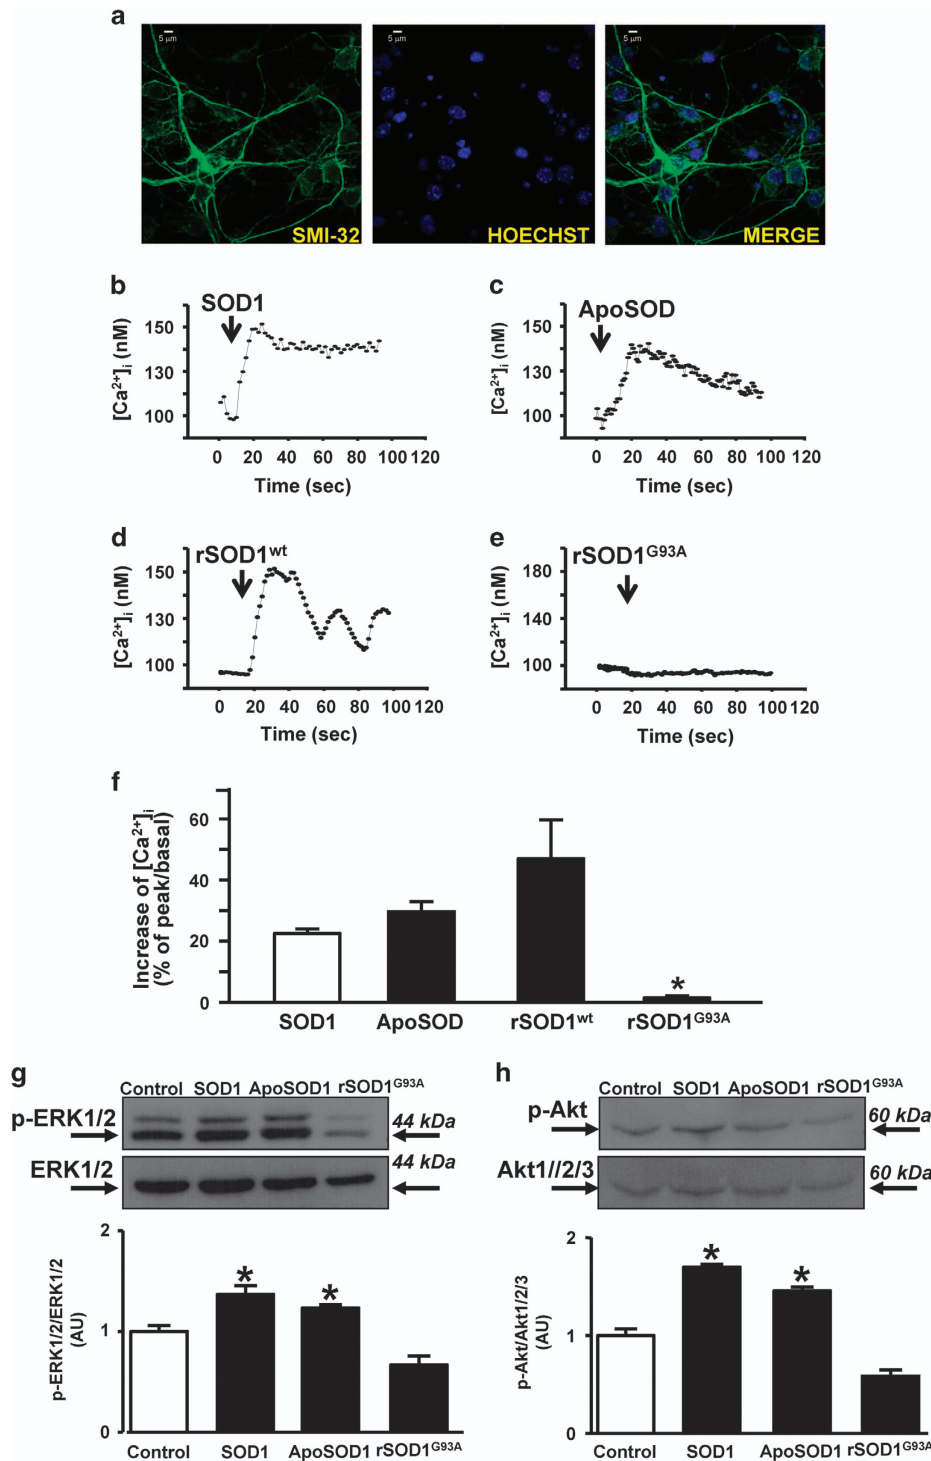 a
5 µm
5 µm
5 µm
SMI-32
HOECHST
MERGE
b
SOD1
[Ca²⁺]ᵢ (nM)
150
130
100
0 20 40 60 80 100 120
Time (sec)
c
ApoSOD
[Ca²⁺]ᵢ (nM)
150
130
100
0 20 40 60 80 100 120
Time (sec)
d
rSOD1ʷᵗ
[Ca²⁺]ᵢ (nM)
150
130
100
0 20 40 60 80 100 120
Time (sec)
e
rSOD1ᴳ⁹³ᴬ
[Ca²⁺]ᵢ (nM)
180
140
100
0 20 40 60 80 100 120
Time (sec)
f
Increase of [Ca²⁺]ᵢ
(% of peak/basal)
60
40
20
0
*
SOD1 ApoSOD rSOD1ʷᵗ rSOD1ᴳ⁹³ᴬ
g
Control SOD1 ApoSOD1 rSOD1ᴳ⁹³ᴬ
p-ERK1/2
44 kDa
ERK1/2
44 kDa
p-ERK1/2/ERK1/2
(AU)
2
1
0
* *
Control SOD1 ApoSOD1 rSOD1ᴳ⁹³ᴬ
h
Control SOD1 ApoSOD1 rSOD1ᴳ⁹³ᴬ
p-Akt
60 kDa
Akt1//2/3
60 kDa
p-Akt/Akt1/2/3
(AU)
2
1
0
* *
Control SOD1 ApoSOD1 rSOD1ᴳ⁹³ᴬ